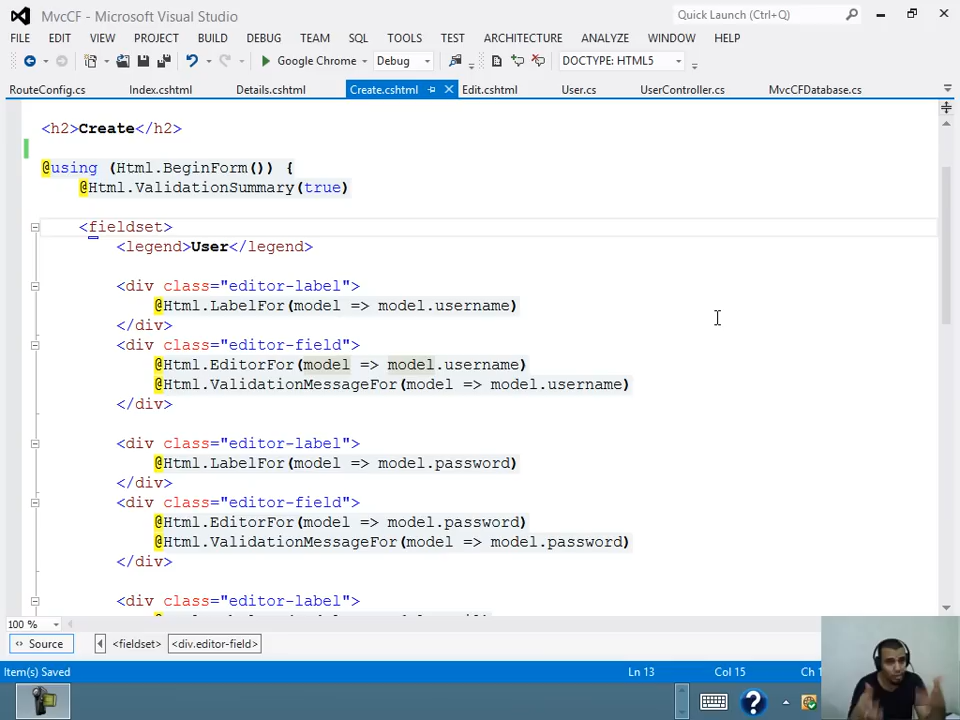 MvcCF - Microsoft Visual Studio
Quick Launch (Ctrl+Q)
FILE EDIT VIEW PROJECT BUILD DEBUG TEAM SQL TOOLS TEST ARCHITECTURE ANALYZE WINDOW HELP
Google Chrome Debug DOCTYPE: HTML5
RouteConfig.cs Index.cshtml Details.cshtml Create.cshtml Edit.cshtml User.cs UserController.cs MvcCFDatabase.cs
<h2>Create</h2>
@using (Html.BeginForm()) {
@Html.ValidationSummary(true)
<fieldset>
<legend>User</legend>
<div class="editor-label">
@Html.LabelFor(model => model.username)
</div>
<div class="editor-field">
@Html.EditorFor(model => model.username)
@Html.ValidationMessageFor(model => model.username)
</div>
<div class="editor-label">
@Html.LabelFor(model => model.password)
</div>
<div class="editor-field">
@Html.EditorFor(model => model.password)
@Html.ValidationMessageFor(model => model.password)
</div>
<div class="editor-label">
100 %
Source <fieldset> <div.editor-field>
Item(s) Saved Ln 13 Col 15 Ch 1